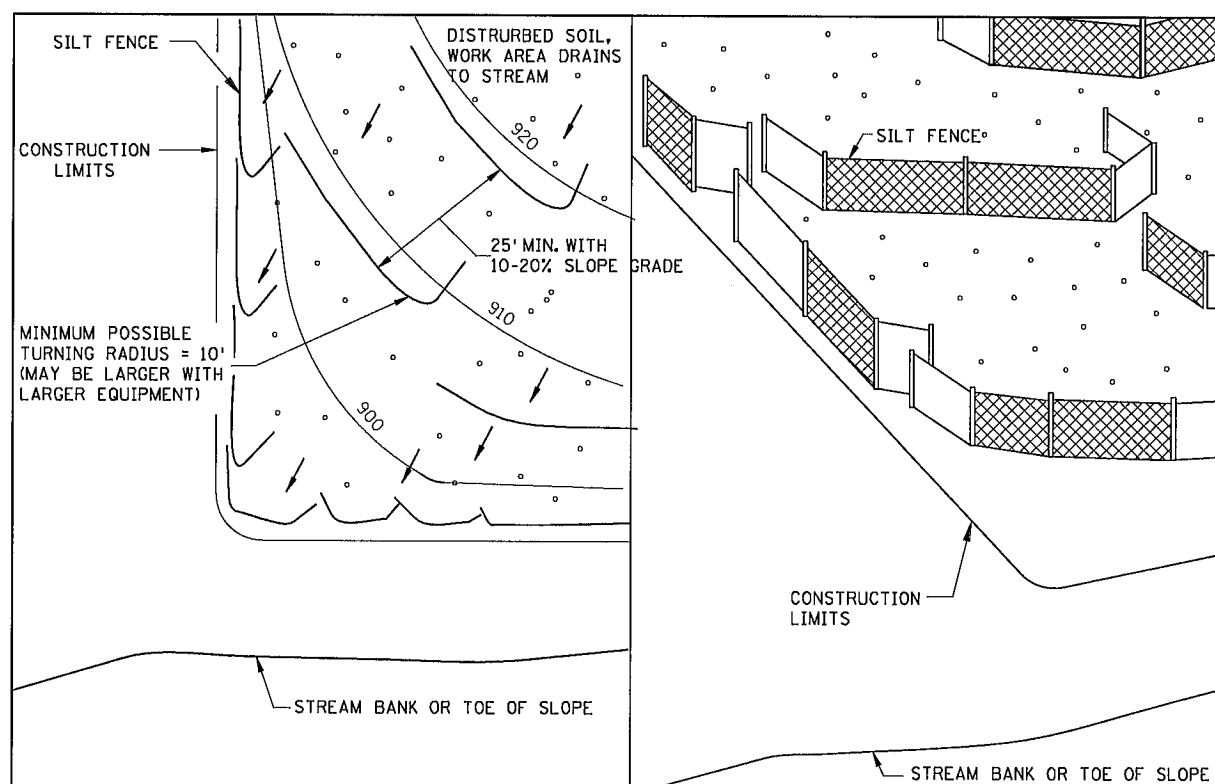 SILT FENCE
DISTRURBED SOIL,
WORK AREA DRAINS
TO STREAM
CONSTRUCTION
LIMITS
920
25' MIN. WITH
10-20% SLOPE GRADE
910
MINIMUM POSSIBLE
TURNING RADIUS = 10'
(MAY BE LARGER WITH
LARGER EQUIPMENT)
900
STREAM BANK OR TOE OF SLOPE
SILT FENCE
CONSTRUCTION
LIMITS
STREAM BANK OR TOE OF SLOPE